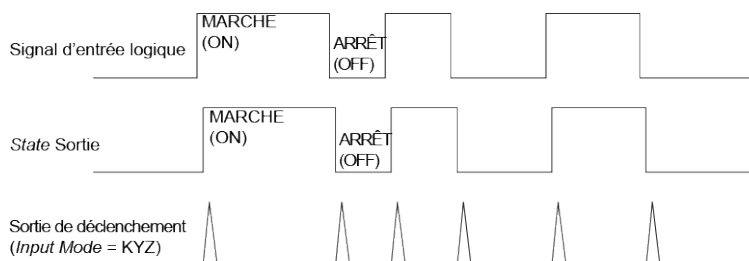 MARCHE
(ON)
Signal d'entrée logique
ARRÊT
(OFF)
MARCHE
(ON)
State Sortie
ARRÊT
(OFF)
Sortie de déclenchement
(Input Mode = KYZ)